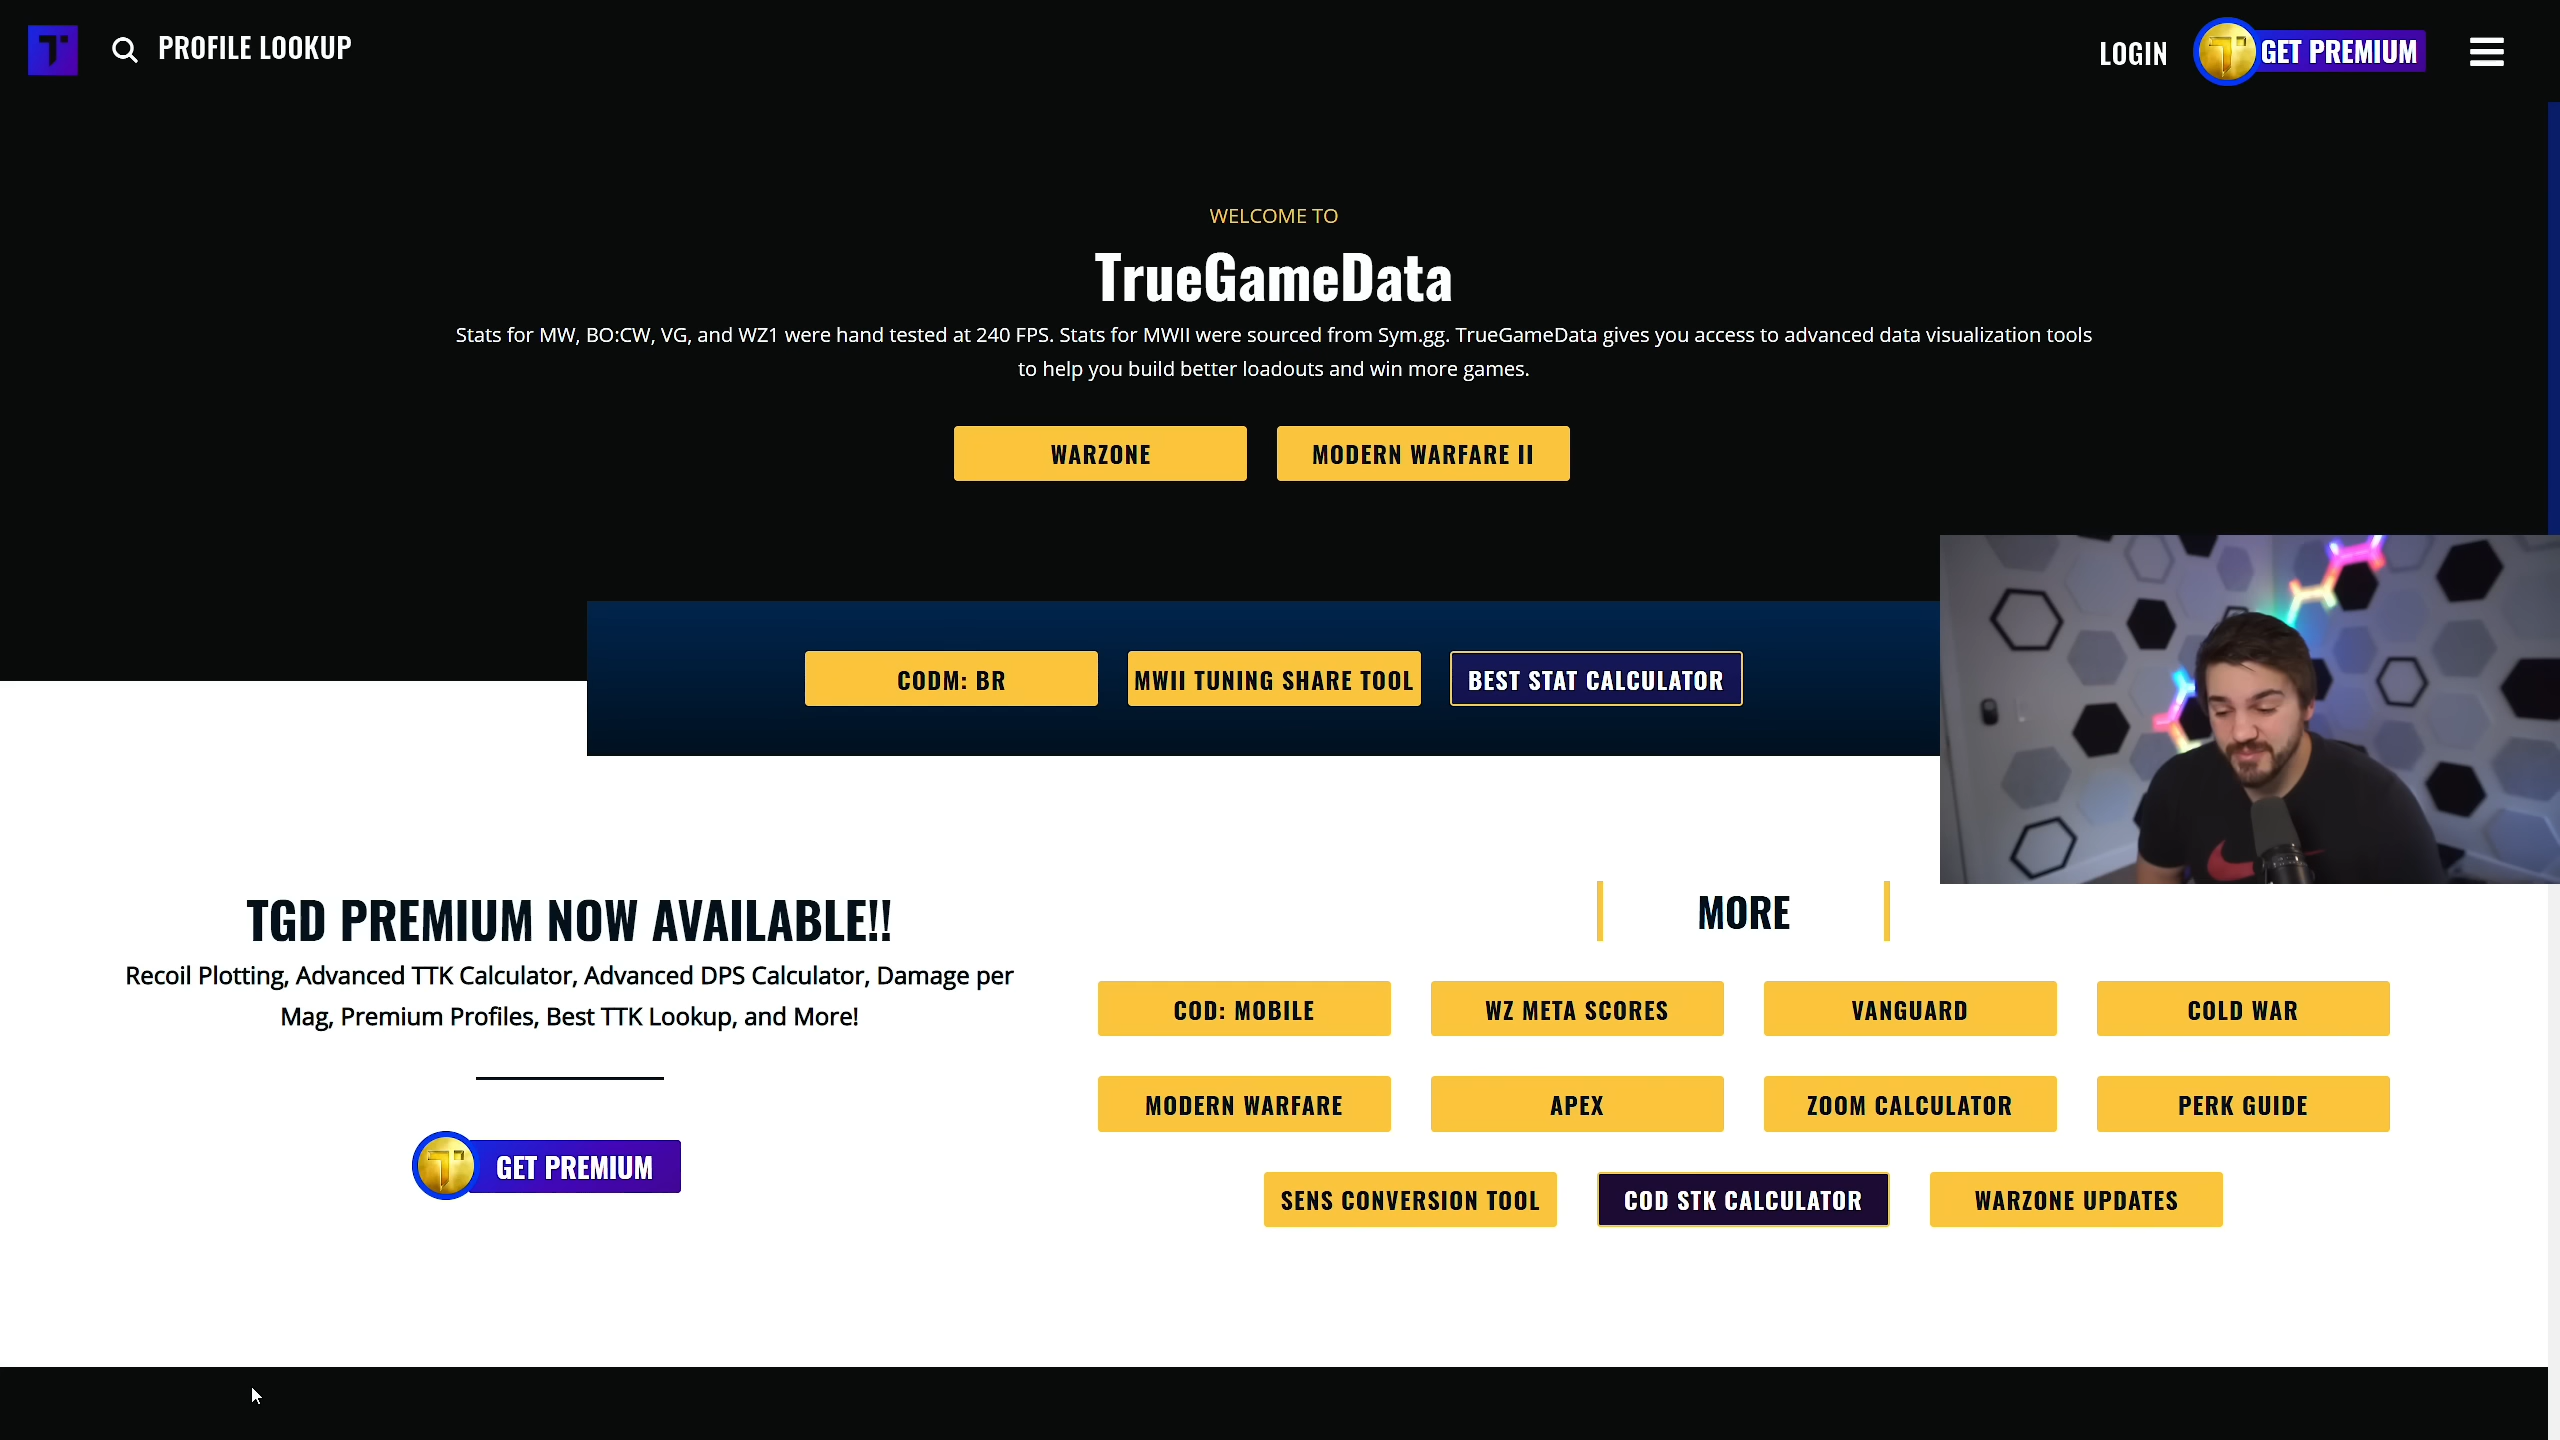 PROFILE LOOKUP
LOGIN
GET PREMIUM
WELCOME TO
TrueGameData
Stats for MW, BO:CW, VG, and WZ1 were hand tested at 240 FPS. Stats for MWII were sourced from Sym.gg. TrueGameData gives you access to advanced data visualization tools
to help you build better loadouts and win more games.
WARZONE
MODERN WARFARE II
CODM: BR
MWII TUNING SHARE TOOL
BEST STAT CALCULATOR
TGD PREMIUM NOW AVAILABLE!!
Recoil Plotting, Advanced TTK Calculator, Advanced DPS Calculator, Damage per
Mag, Premium Profiles, Best TTK Lookup, and More!
GET PREMIUM
MORE
COD: MOBILE
WZ META SCORES
VANGUARD
COLD WAR
MODERN WARFARE
APEX
ZOOM CALCULATOR
PERK GUIDE
SENS CONVERSION TOOL
COD STK CALCULATOR
WARZONE UPDATES